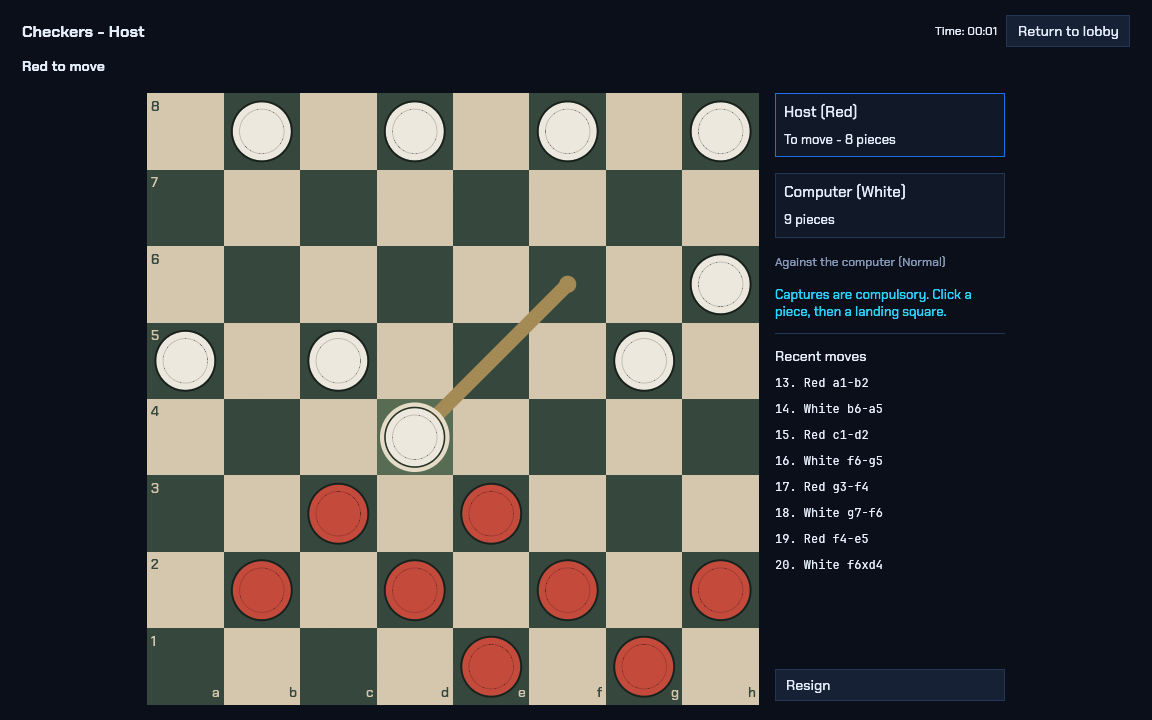 Checkers - Host
Time: 00:01
Return to lobby
Red to move
8
7
6
5
4
3
2
1
a
b
c
d
e
f
g
h
Host (Red)
To move - 8 pieces
Computer (White)
9 pieces
Against the computer (Normal)
Captures are compulsory. Click a
piece, then a landing square.
Recent moves
13. Red a1-b2
14. White b6-a5
15. Red c1-d2
16. White f6-g5
17. Red g3-f4
18. White g7-f6
19. Red f4-e5
20. White f6xd4
Resign